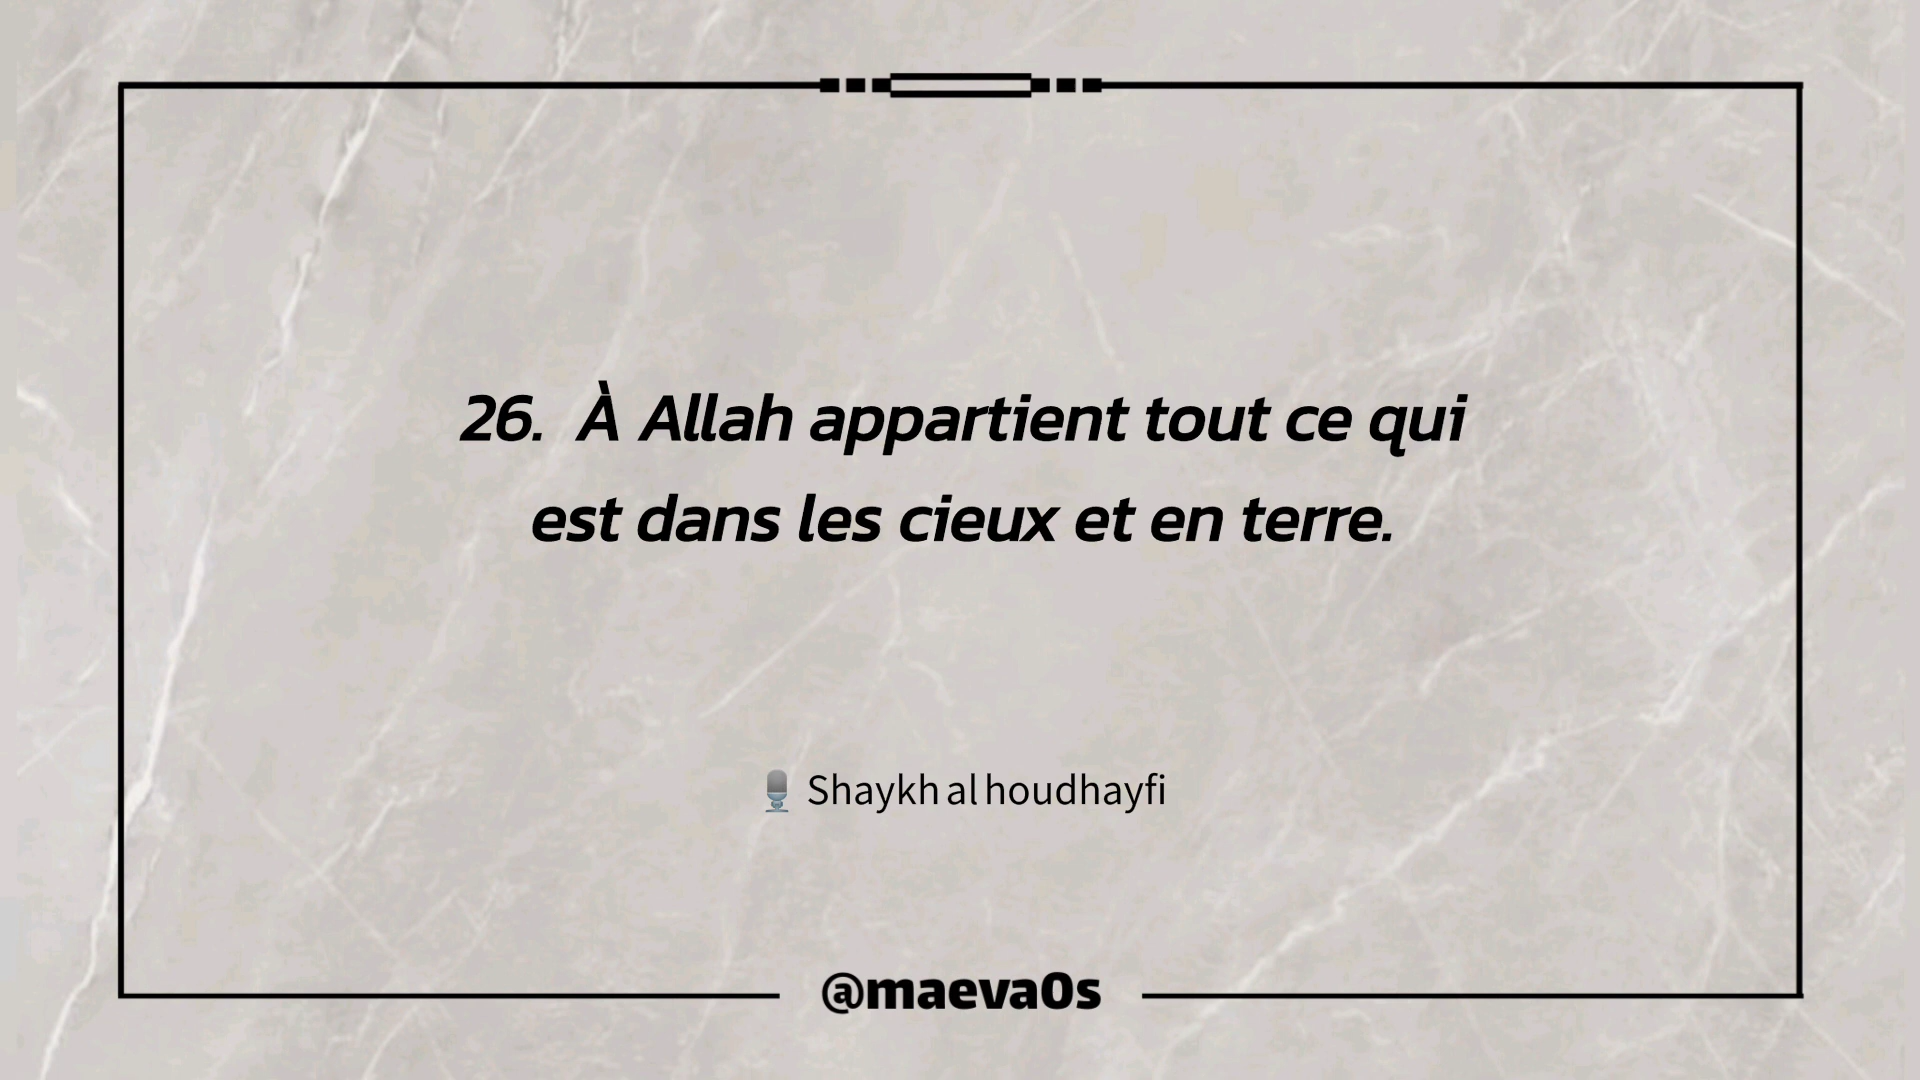 26. À Allah appartient tout ce qui
est dans les cieux et en terre.
🎙 Shaykh al houdhayfi
@maeva0s